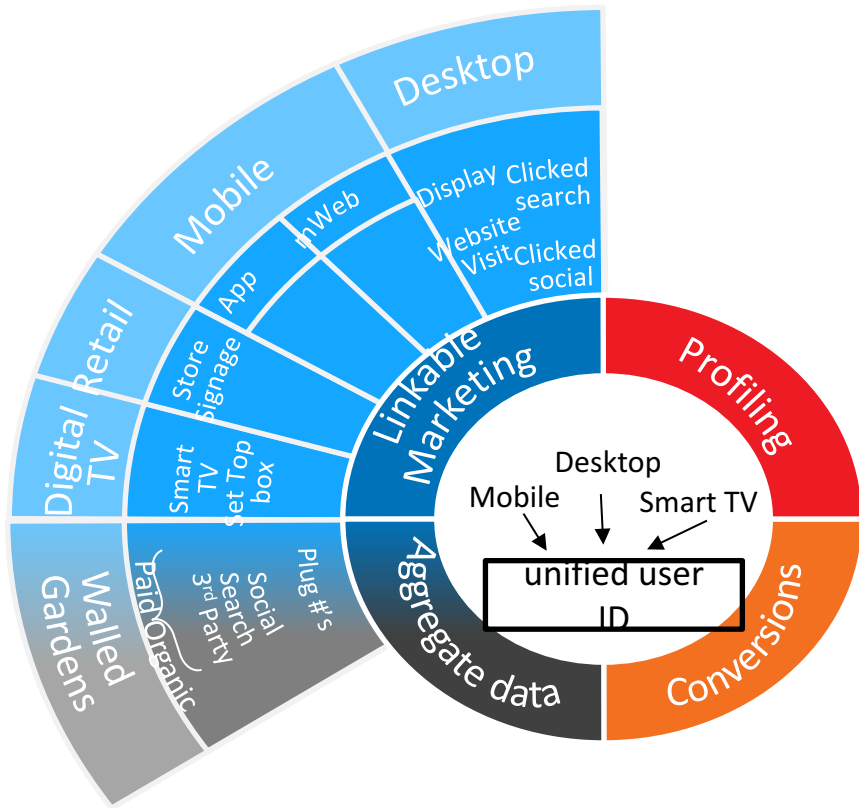 Desktop
Mobile
Retail
Digital
TV
Walled
Gardens
Display
Clicked
search
Website
Visit
Clicked
social
mWeb
App
Store
signage
Smart
TV
Set Top
box
Paid Organic
Social
Search
3rd Party
Plug #'s
Linkable
Marketing
Profiling
Aggregate data
Conversions
Desktop
Mobile
Smart TV
unified user
ID